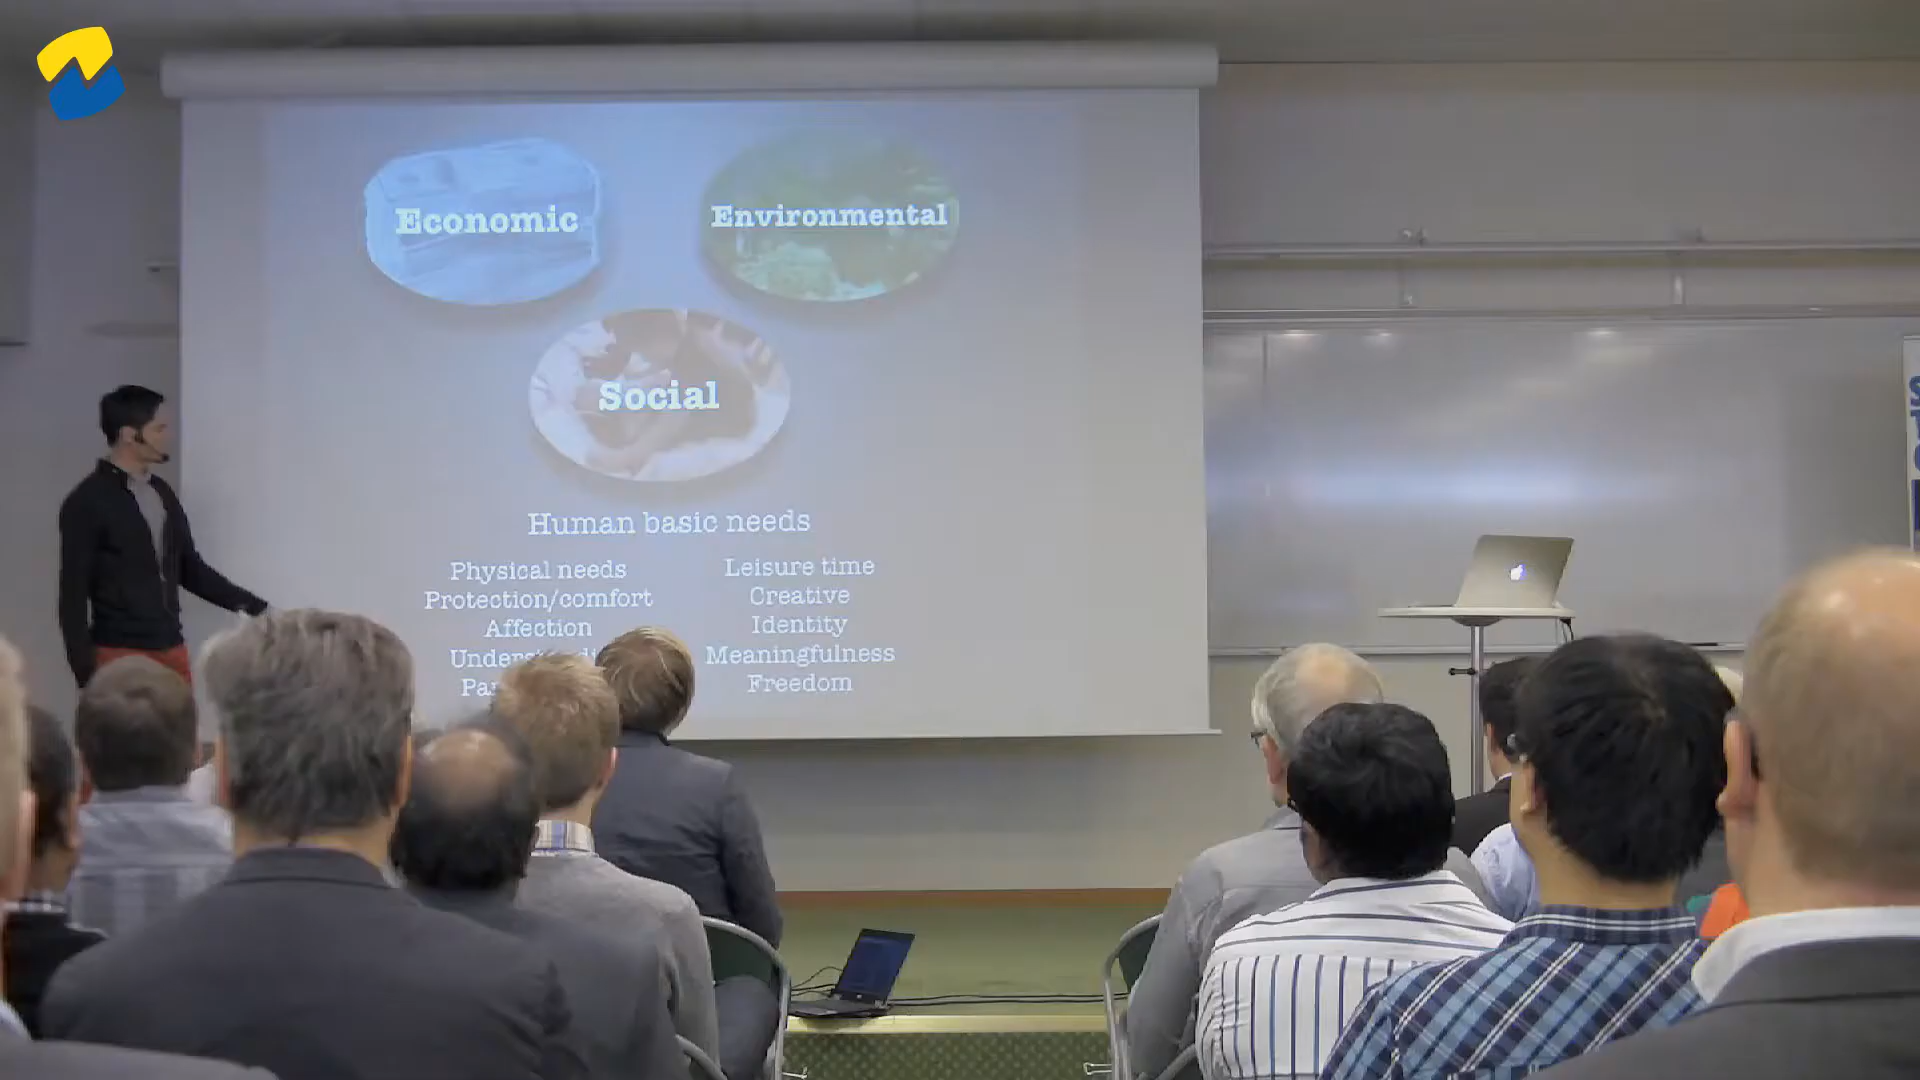 Economic
Environmental
Social
Human basic needs
Physical needs
Protection/comfort
Affection
Leisure time
Creative
Identity
Meaningfulness
Freedom